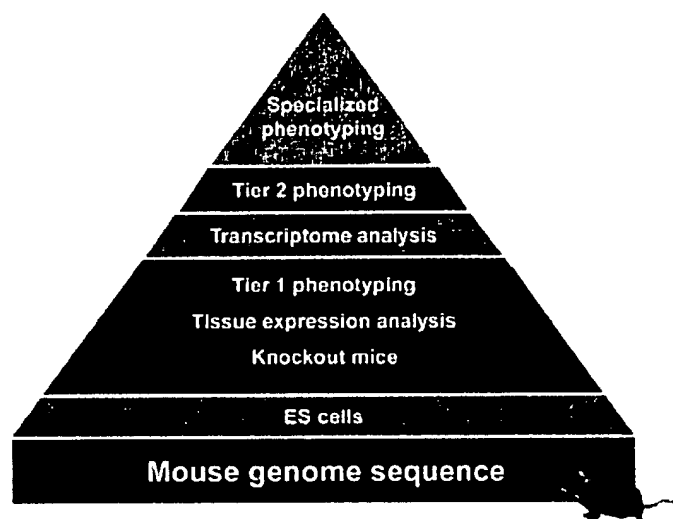 Specialized
phenotyping
Tier 2 phenotyping
Transcriptome analysis
Tier 1 phenotyping
Tissue expression analysis
Knockout mice
ES cells
Mouse genome sequence